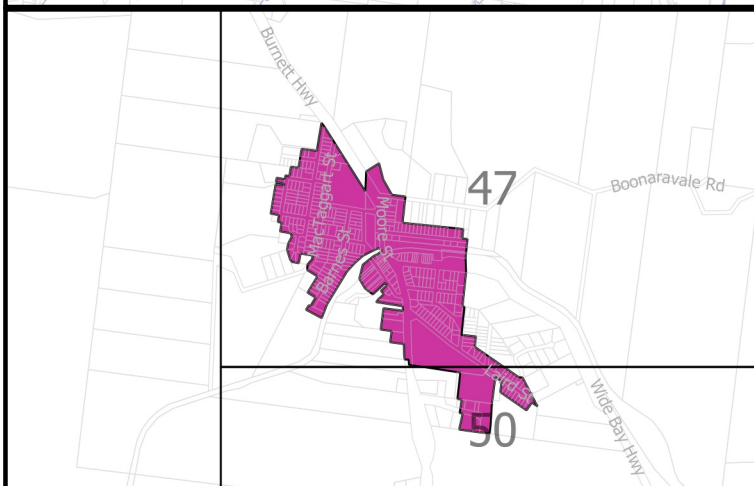 Burnett Hwy
47
Boonaravale Rd
MacTaggart St
Moore St
Barnes St
Laird St
Wide Bay Hwy
50